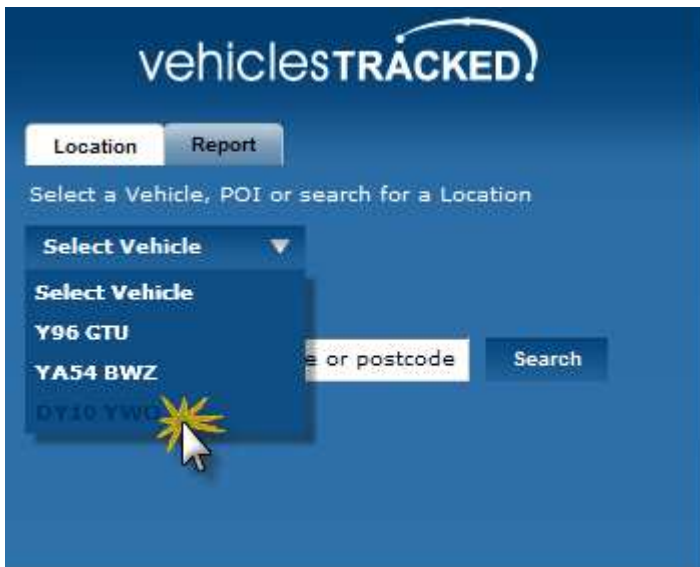 vehiclesTRACKED
Location Report
Select a Vehicle, POI or search for a Location
Select Vehicle
Select Vehicle
Y96 GTU
YA54 BWZ
or postcode Search
DY10